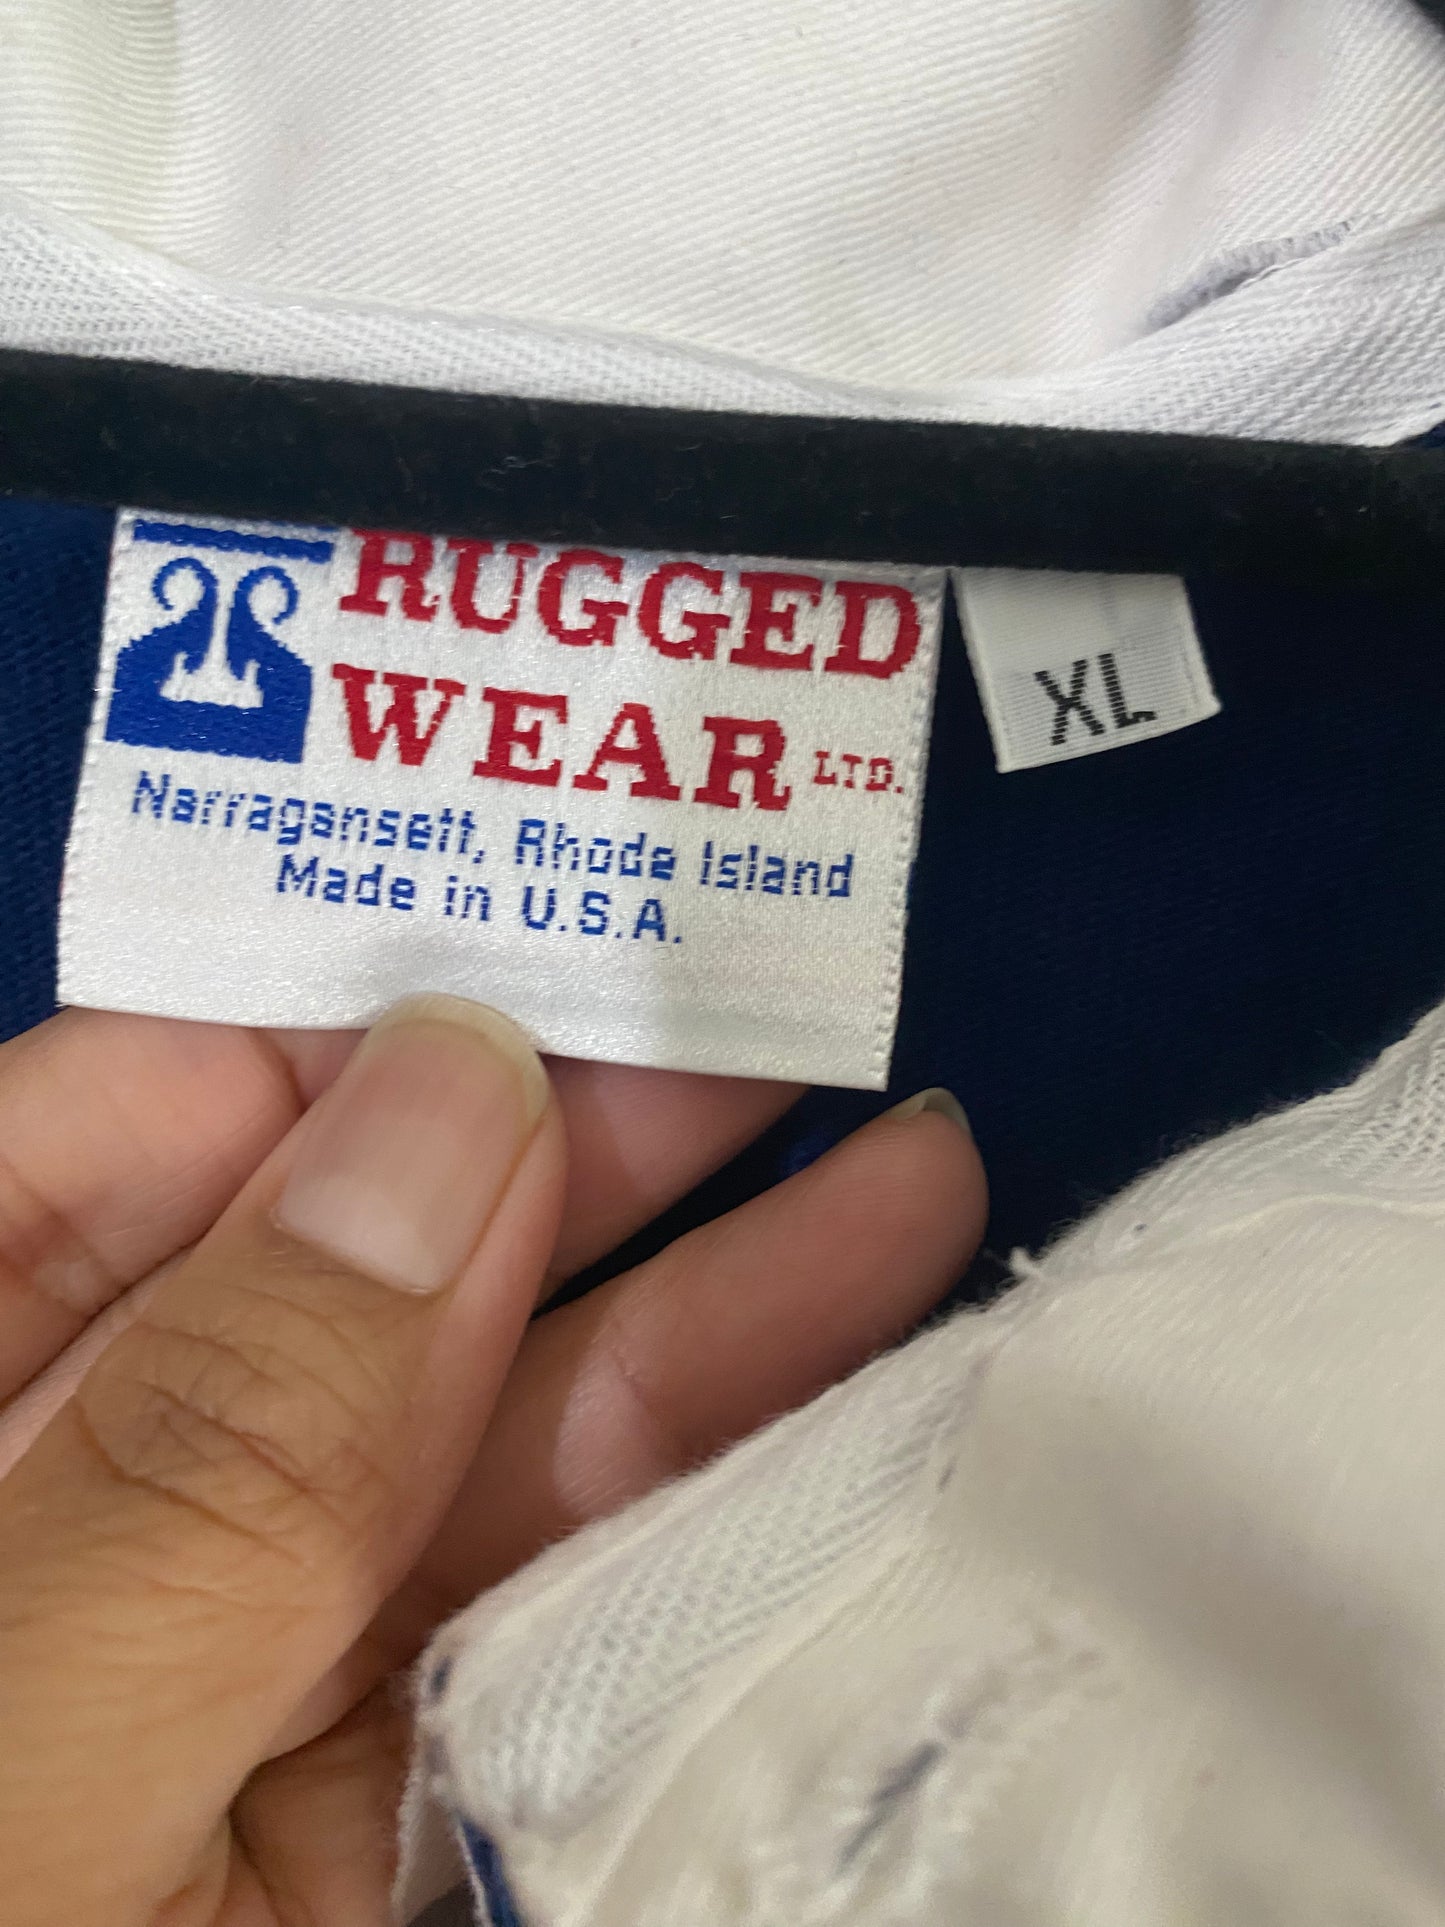 RUGGED
WEAR LTD.
Narragansett, Rhode Island
Made in U.S.A.
XL